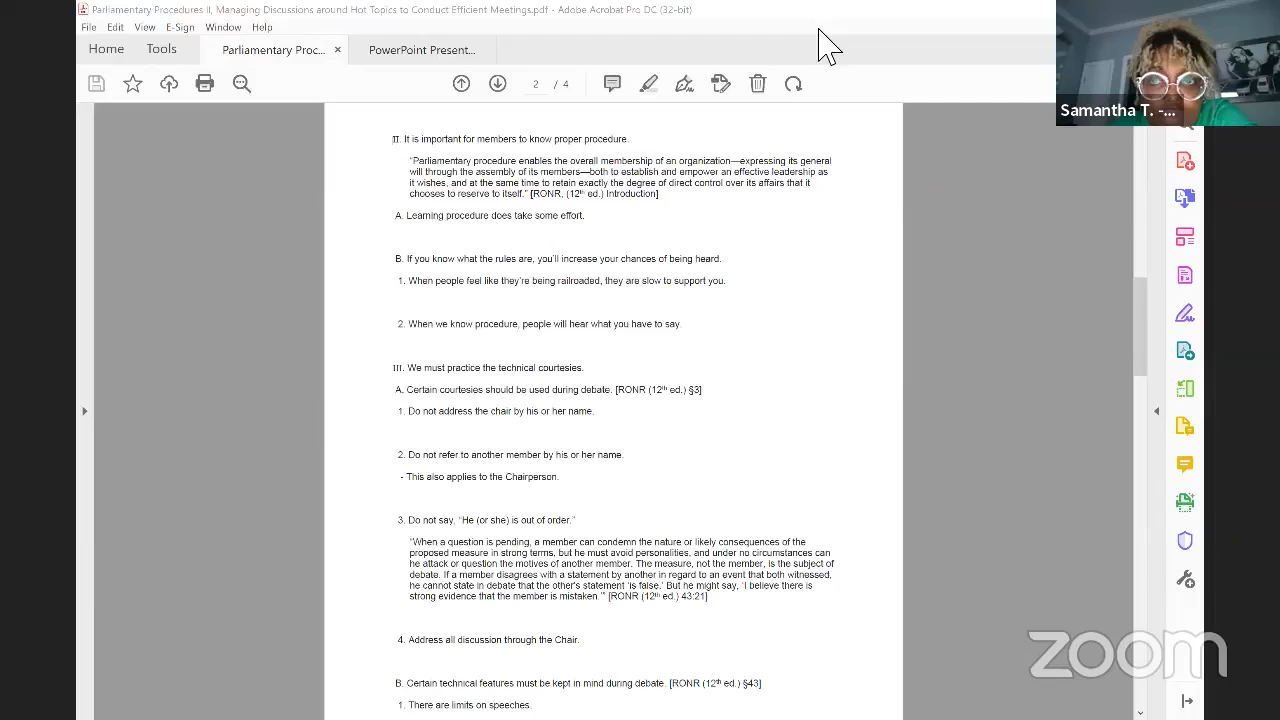 Parliamentary Procedures II, Managing Discussions around Hot Topics to Conduct Efficient Meetings.pdf - Adobe Acrobat Pro DC (32-bit)
File Edit View E-Sign Window Help
Home Tools Parliamentary Proc... × PowerPoint Present...
2 / 4
Samantha T. -...
II. It is important for members to know proper procedure.
“Parliamentary procedure enables the overall membership of an organization—expressing its general
will through the assembly of its members—both to establish and empower an effective leadership as
it wishes, and at the same time to retain exactly the degree of direct control over its affairs that it
chooses to reserve to itself.” [RONR, (12th ed.) Introduction]
A. Learning procedure does take some effort.
B. If you know what the rules are, you’ll increase your chances of being heard.
1. When people feel like they’re being railroaded, they are slow to support you.
2. When we know procedure, people will hear what you have to say.
III. We must practice the technical courtesies.
A. Certain courtesies should be used during debate. [RONR (12th ed.) §3]
1. Do not address the chair by his or her name.
2. Do not refer to another member by his or her name.
- This also applies to the Chairperson.
3. Do not say, “He (or she) is out of order.”
“When a question is pending, a member can condemn the nature or likely consequences of the
proposed measure in strong terms, but he must avoid personalities, and under no circumstances can
he attack or question the motives of another member. The measure, not the member, is the subject of
debate. If a member disagrees with a statement by another in regard to an event that both witnessed,
he cannot state in debate that the other’s statement ‘is false.’ But he might say, ‘I believe there is
strong evidence that the member is mistaken.’” [RONR (12th ed.) 43:21]
4. Address all discussion through the Chair.
B. Certain technical features must be kept in mind during debate. [RONR (12th ed.) §43]
1. There are limits on speeches.
zoom